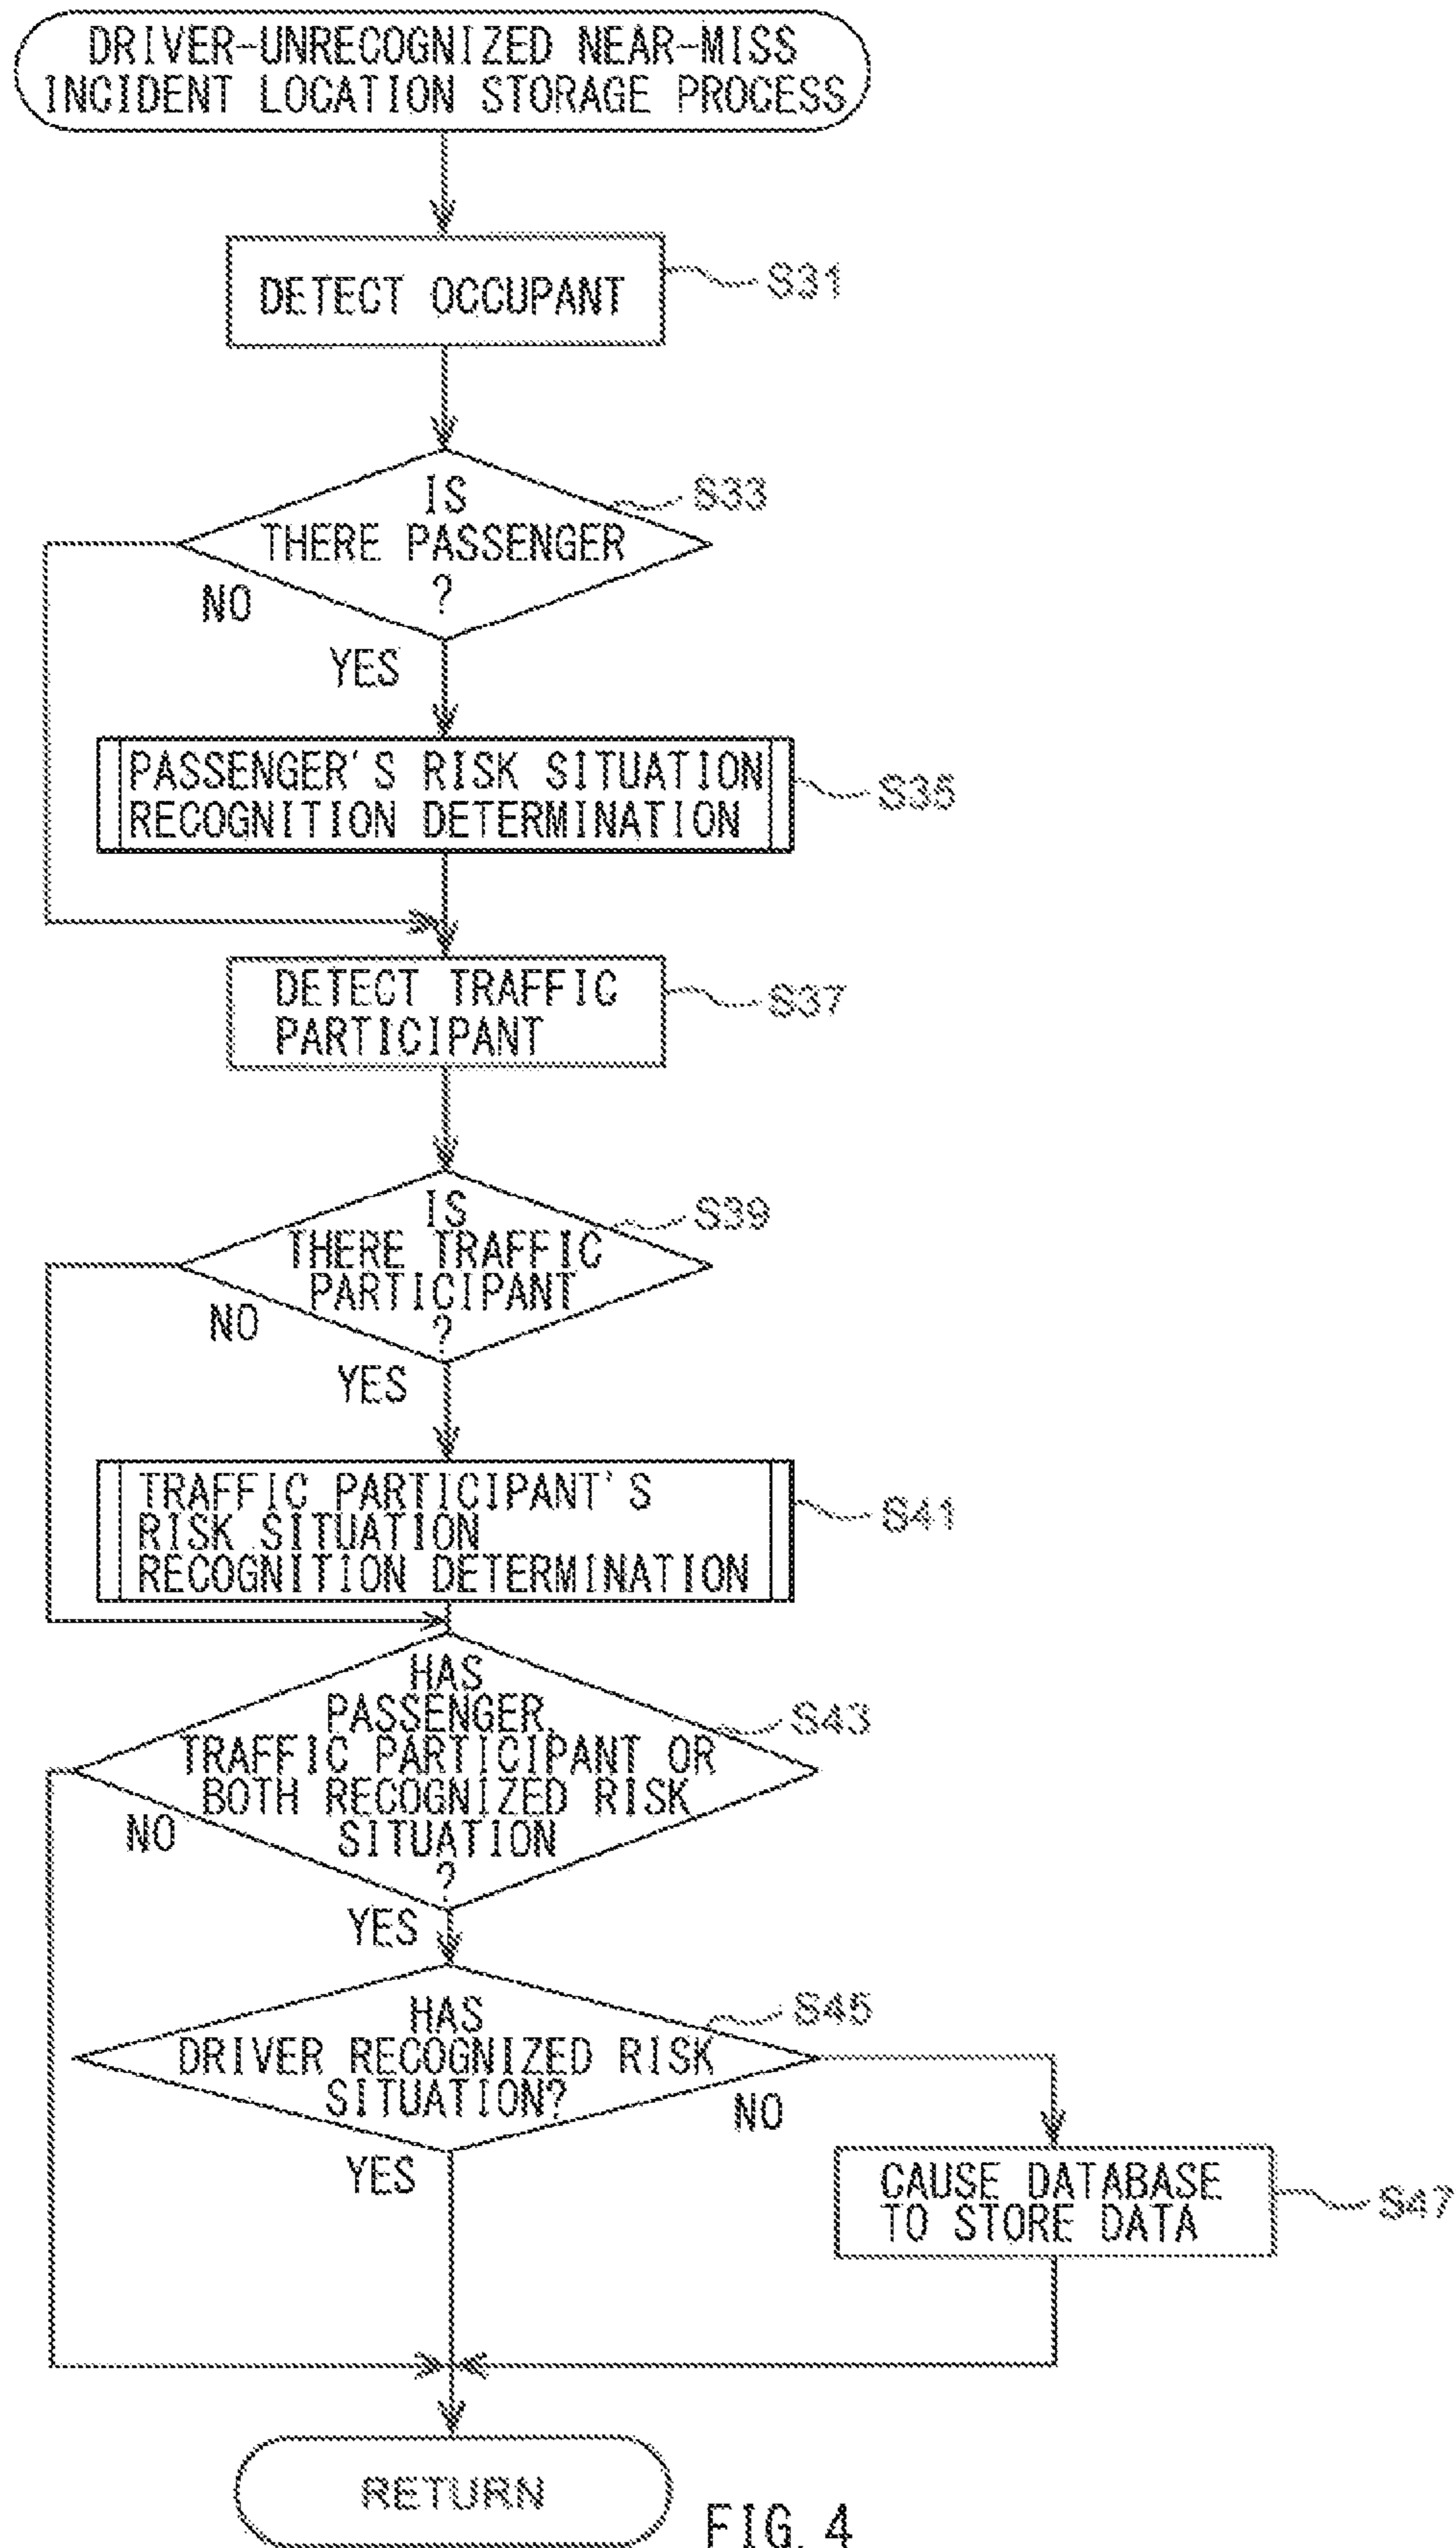 DRIVER-UNRECOGNIZED NEAR-MISS
INCIDENT LOCATION STORAGE PROCESS
DETECT OCCUPANT
S31
IS
THERE PASSENGER
?
S33
NO
YES
PASSENGER'S RISK SITUATION
RECOGNITION DETERMINATION
S35
DETECT TRAFFIC
PARTICIPANT
S37
IS
THERE TRAFFIC
PARTICIPANT
?
S39
NO
YES
TRAFFIC PARTICIPANT'S
RISK SITUATION
RECOGNITION DETERMINATION
S41
HAS
PASSENGER,
TRAFFIC PARTICIPANT OR
BOTH RECOGNIZED RISK
SITUATION
?
S43
NO
YES
HAS
DRIVER RECOGNIZED RISK
SITUATION?
S45
NO
YES
CAUSE DATABASE
TO STORE DATA
S47
RETURN
FIG. 4